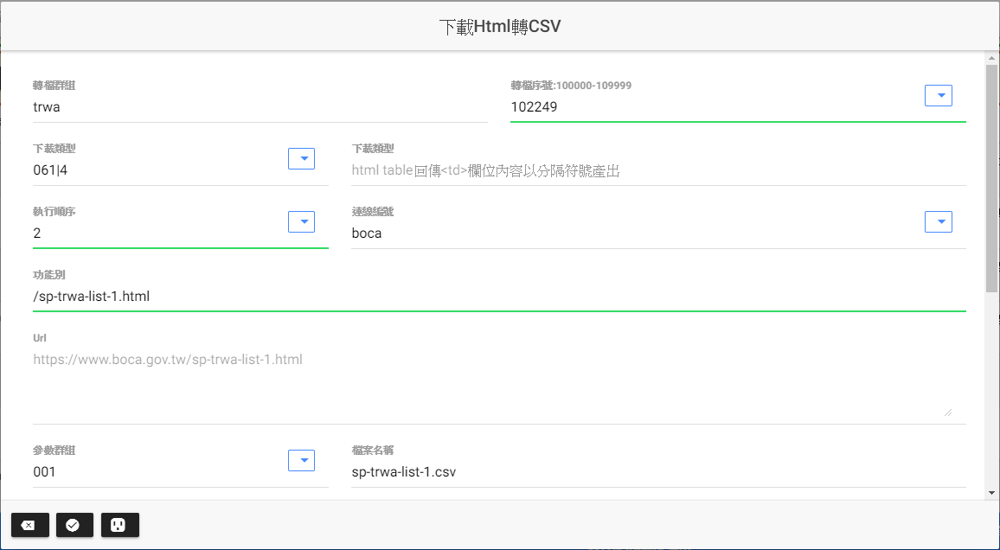 下載Html轉CSV
轉檔群組
trwa
轉檔序號:100000-109999
102249
下載類型
061|4
下載類型
html table回傳<td>欄位內容以分隔符號產出
執行順序
2
連線編號
boca
功能別
/sp-trwa-list-1.html
Url
https://www.boca.gov.tw/sp-trwa-list-1.html
參數群組
001
檔案名稱
sp-trwa-list-1.csv